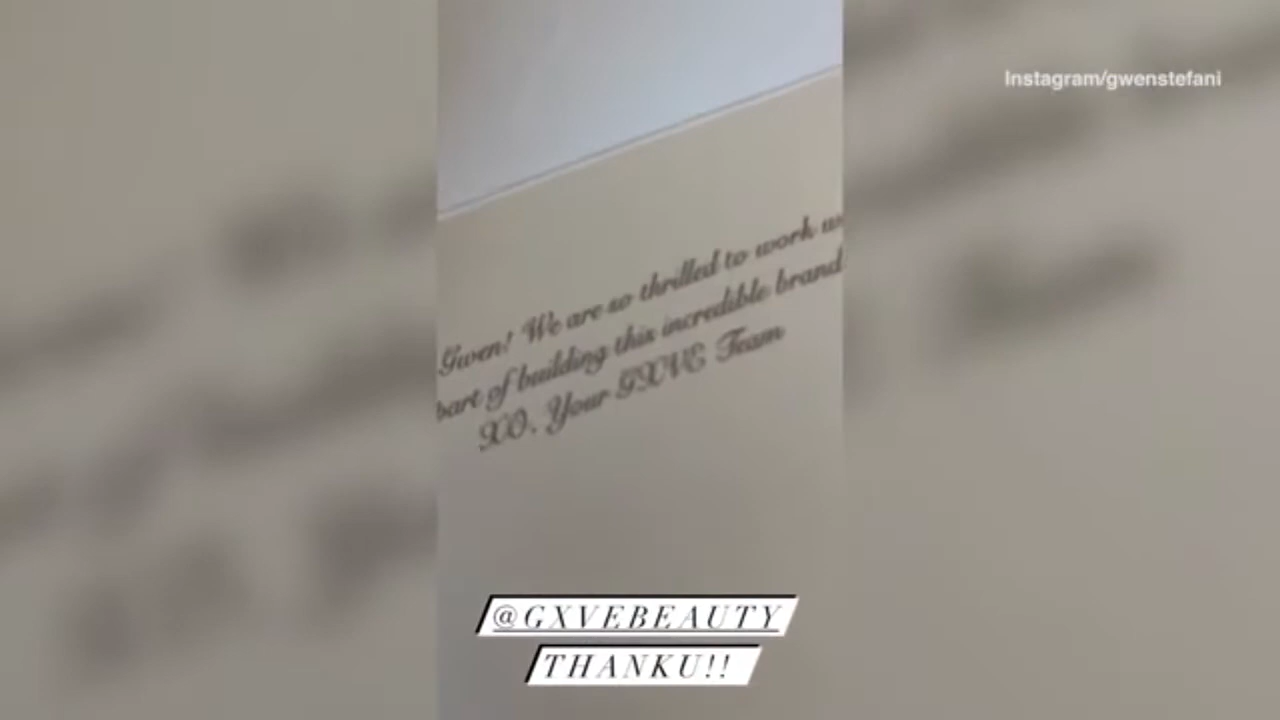 Instagram/gwenstefani
Gwen! We are so thrilled to work
part of building this incredible brand
XO, Your GXVE Team
@GXVEBEAUTY
THANKU!!